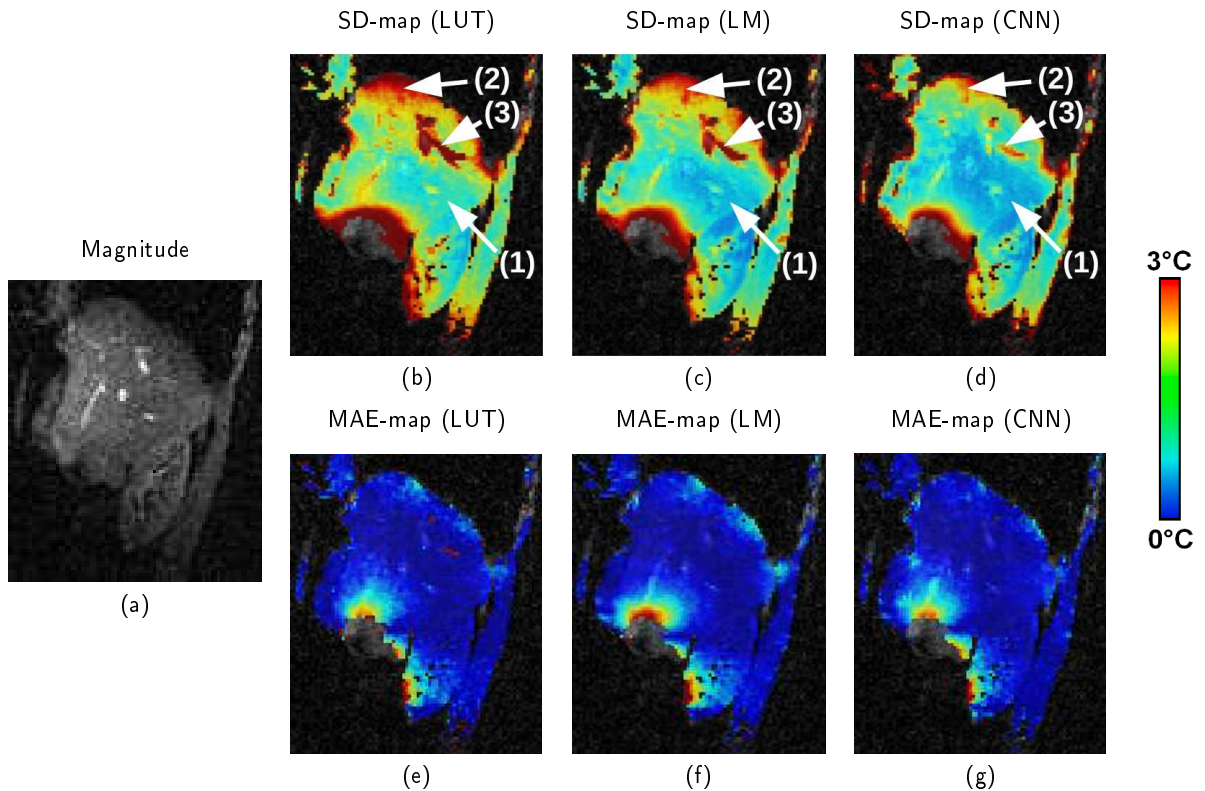 SD-map (LUT)
SD-map (LM)
SD-map (CNN)
(2)
(3)
(1)
(2)
(3)
(1)
(2)
(3)
(1)
Magnitude
(a)
(b)
(c)
(d)
MAE-map (LUT)
MAE-map (LM)
MAE-map (CNN)
(e)
(f)
(g)
3°C
0°C